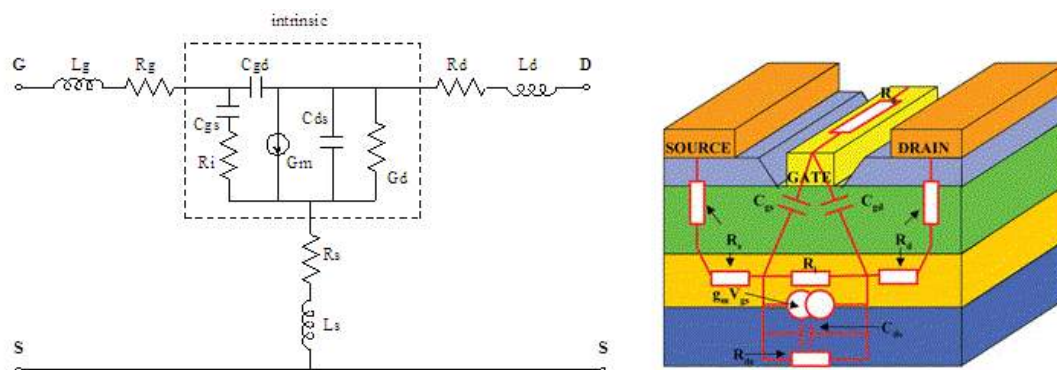 intrinsic
G
Lg
Rg
Cgd
Rd
Ld
D
Cgs
Cds
Ri
Gm
Gd
Rs
Ls
S
S
SOURCE
GATE
DRAIN
Cgs
Cgd
Rs
Rd
Ri
gmVgs
Cds
Rds